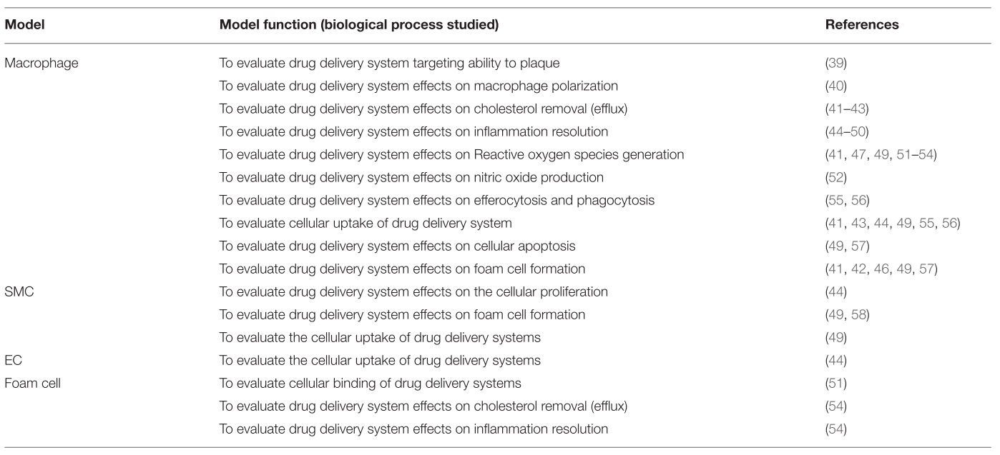 Model Model function (biological process studied) References
Macrophage To evaluate drug delivery system targeting ability to plaque (39)
To evaluate drug delivery system effects on macrophage polarization (40)
To evaluate drug delivery system effects on cholesterol removal (efflux) (41–43)
To evaluate drug delivery system effects on inflammation resolution (44–50)
To evaluate drug delivery system effects on Reactive oxygen species generation (41, 47, 49, 51–54)
To evaluate drug delivery system effects on nitric oxide production (52)
To evaluate drug delivery system effects on efferocytosis and phagocytosis (55, 56)
To evaluate cellular uptake of drug delivery system (41, 43, 44, 49, 55, 56)
To evaluate drug delivery system effects on cellular apoptosis (49, 57)
To evaluate drug delivery system effects on foam cell formation (41, 42, 46, 49, 57)
SMC To evaluate drug delivery system effects on the cellular proliferation (44)
To evaluate drug delivery system effects on foam cell formation (49, 58)
To evaluate the cellular uptake of drug delivery systems (49)
EC To evaluate the cellular uptake of drug delivery systems (44)
Foam cell To evaluate cellular binding of drug delivery systems (51)
To evaluate drug delivery system effects on cholesterol removal (efflux) (54)
To evaluate drug delivery system effects on inflammation resolution (54)